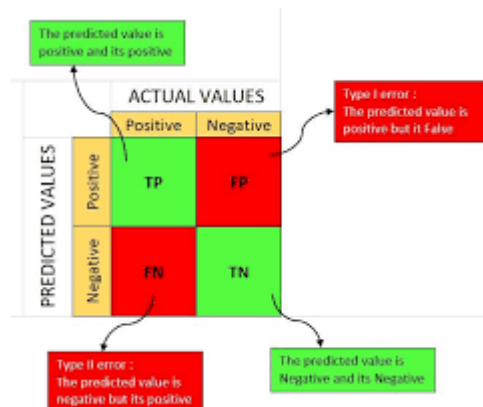 The predicted value is
positive and its positive
ACTUAL VALUES
Positive Negative
Type I error :
The predicted value is
positive but it False
PREDICTED VALUES
Positive
TP FP
Negative
FN TN
Type II error :
The predicted value is
negative but its positive
The predicted value is
Negative and its Negative